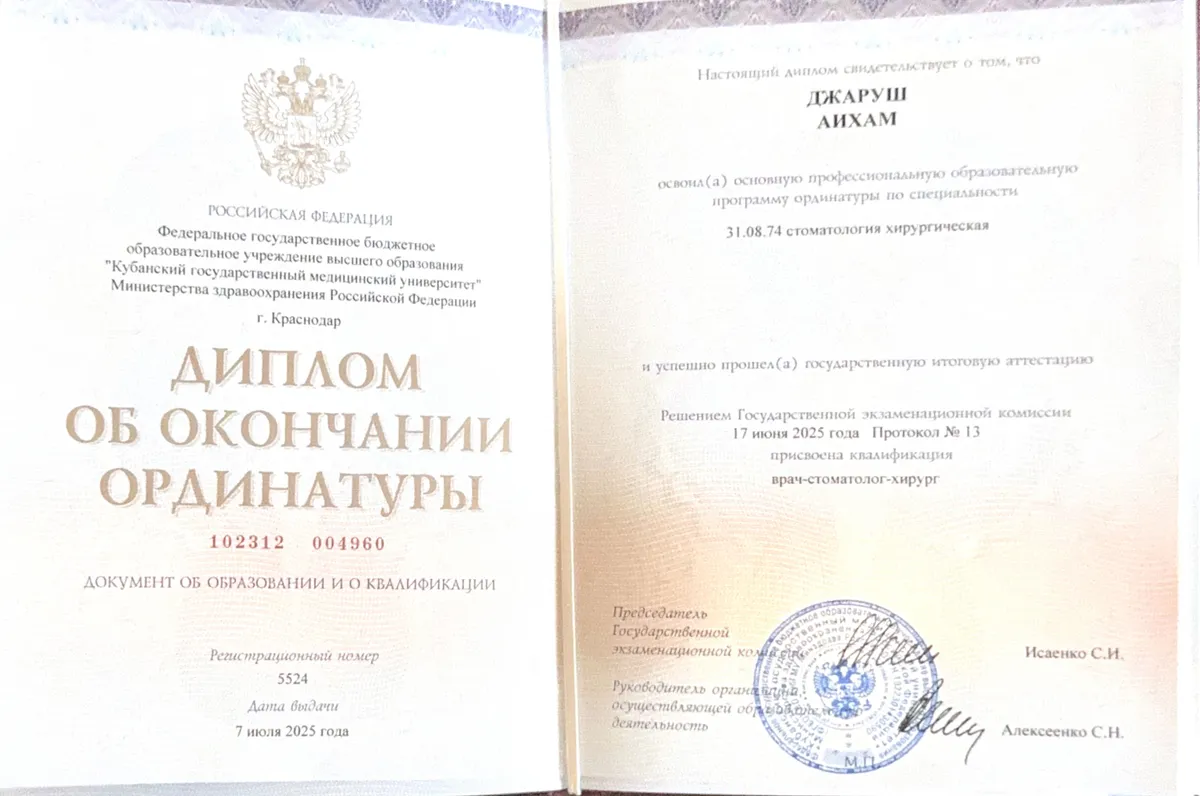 РОССИЙСКАЯ ФЕДЕРАЦИЯ
Федеральное государственное бюджетное
образовательное учреждение высшего образования
"Кубанский государственный медицинский университет"
Министерства здравоохранения Российской Федерации
г. Краснодар
ДИПЛОМ
ОБ ОКОНЧАНИИ
ОРДИНАТУРЫ
102312 004960
ДОКУМЕНТ ОБ ОБРАЗОВАНИИ И О КВАЛИФИКАЦИИ
Регистрационный номер
5524
Дата выдачи
7 июля 2025 года
Настоящий диплом свидетельствует о том, что
ДЖАРУШ
АИХАМ
освоил(а) основную профессиональную образовательную
программу ординатуры по специальности
31.08.74 стоматология хирургическая
и успешно прошел(а) государственную итоговую аттестацию
Решением Государственной экзаменационной комиссии
17 июня 2025 года Протокол № 13
присвоена квалификация
врач-стоматолог-хирург
Председатель
Государственной
экзаменационной комиссии
Исаенко С.И.
Руководитель организации,
осуществляющей образовательную
деятельность
Алексеенко С.Н.
М.П.